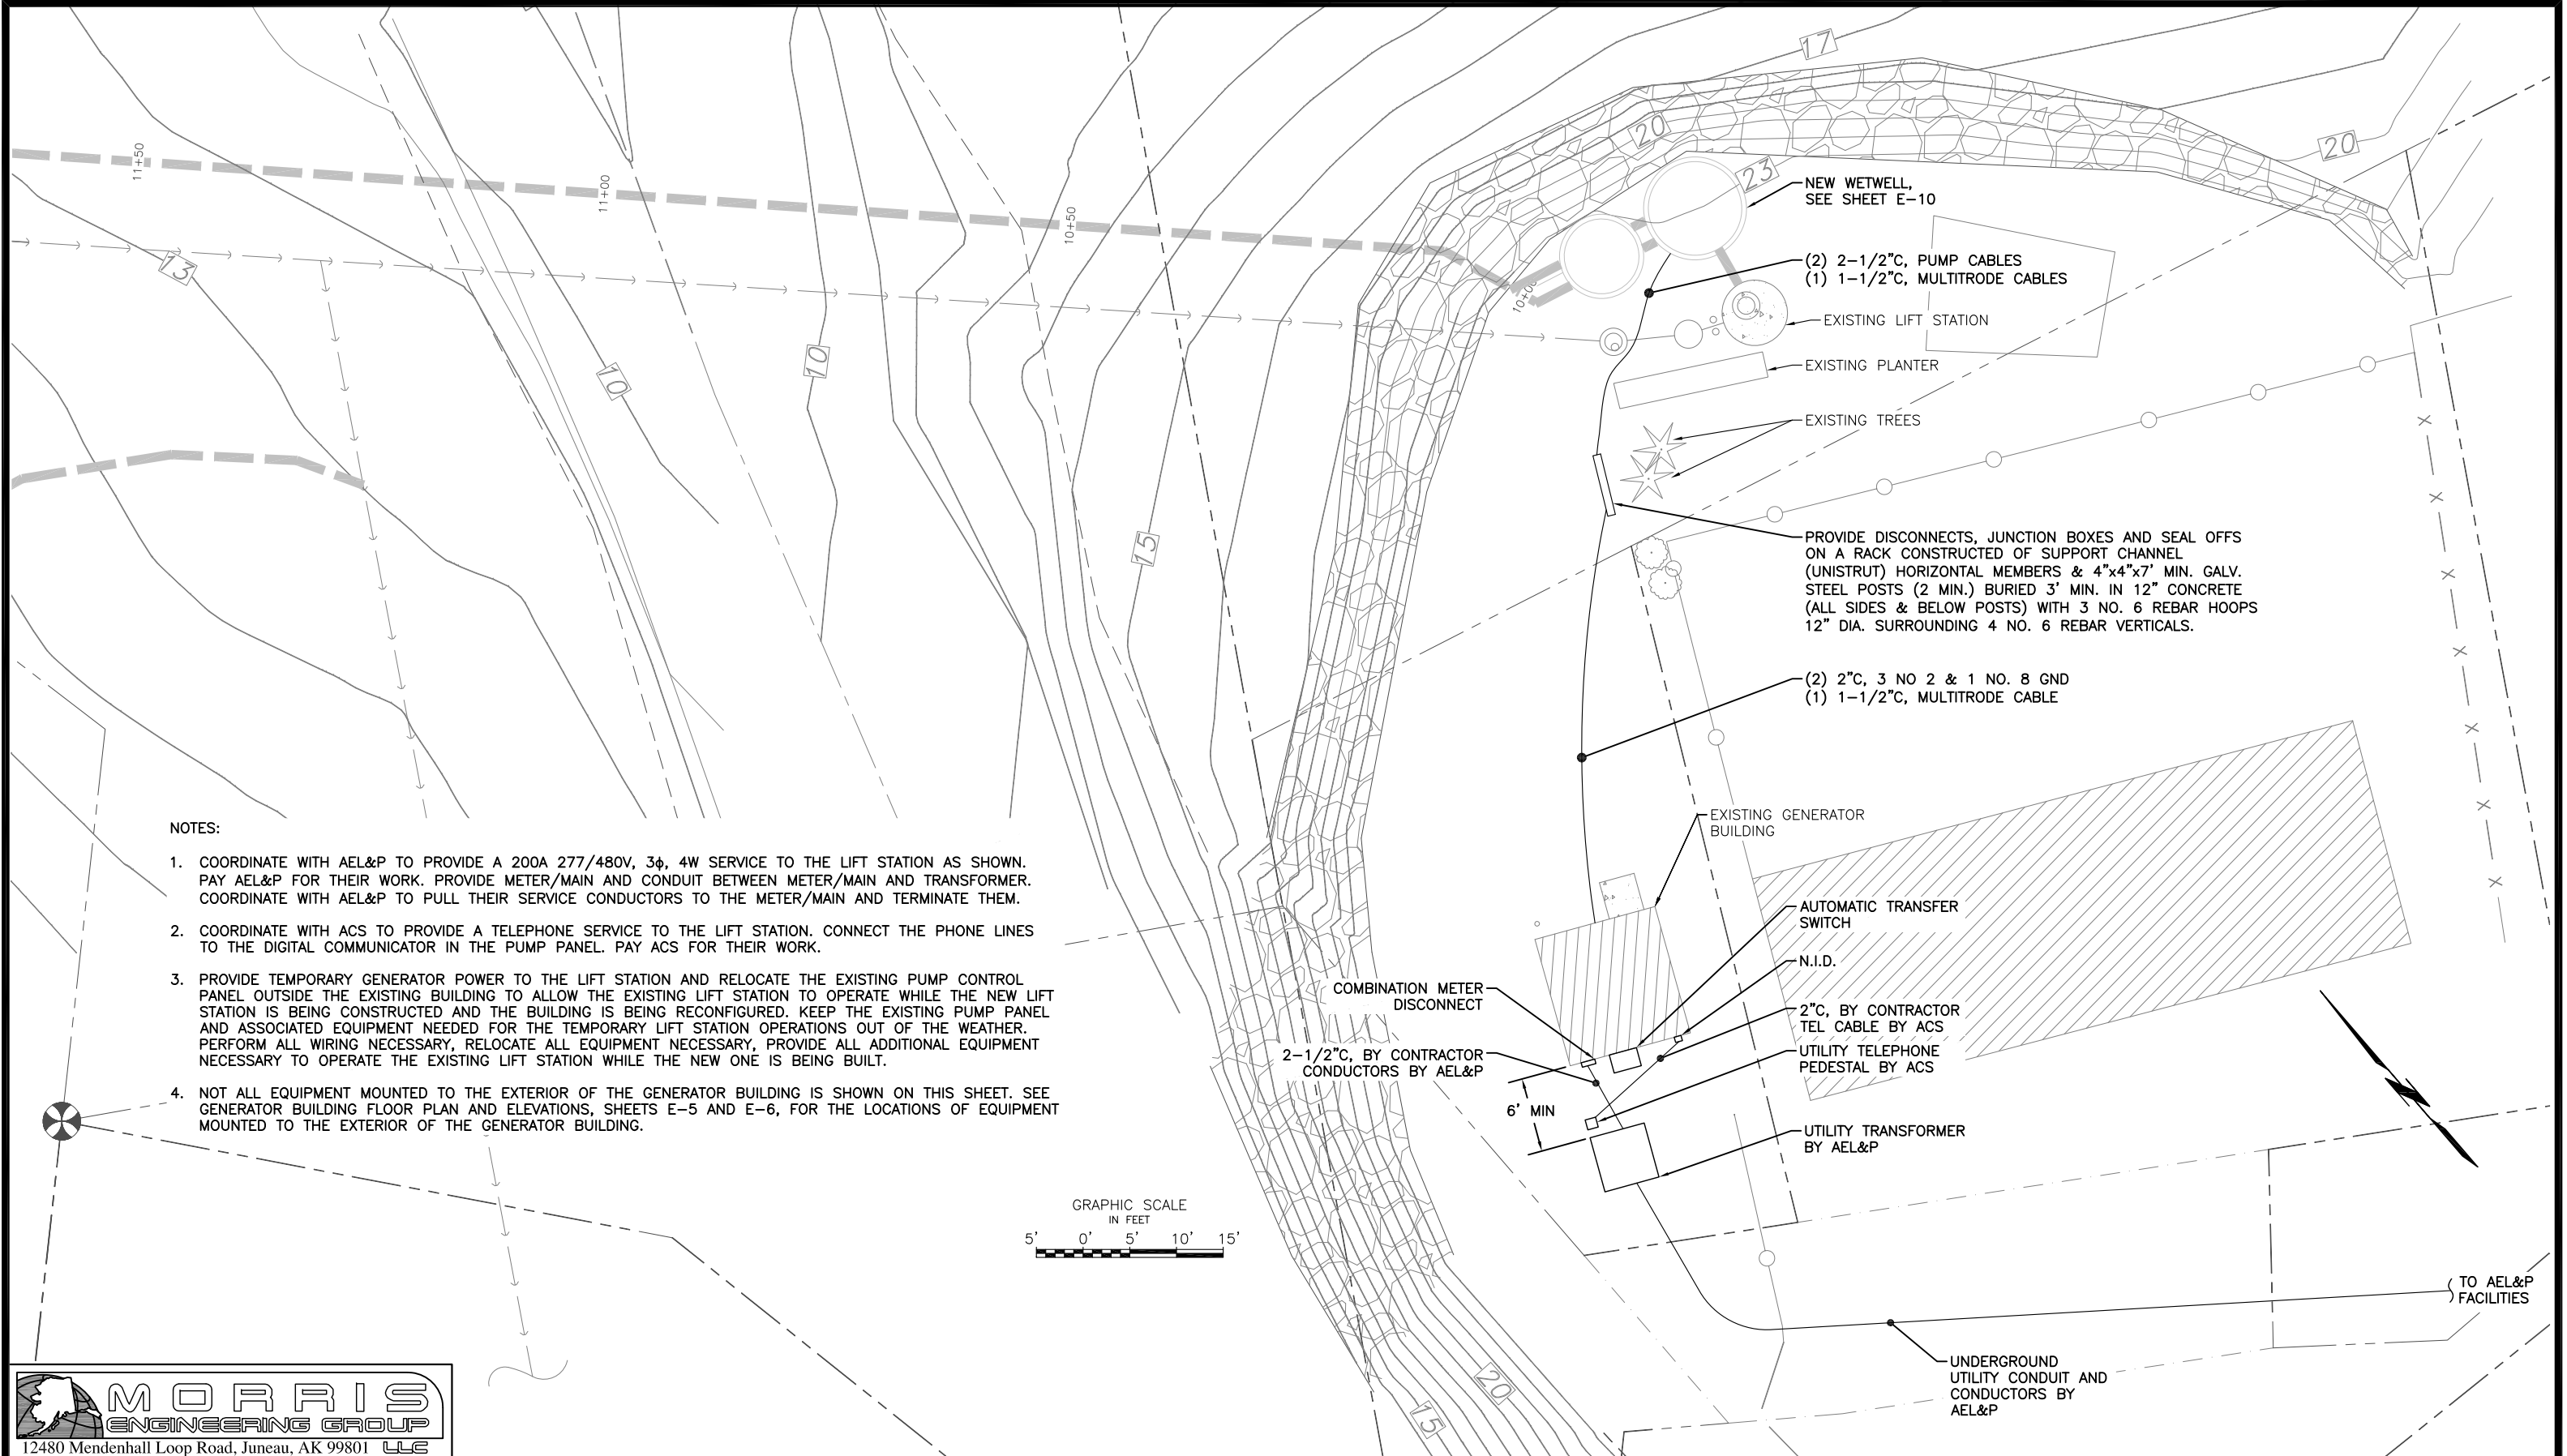 17
20
20
23
11+50
11+00
10+50
10+00
13
10
10
15
NEW WETWELL,
SEE SHEET E-10
(2) 2-1/2"C, PUMP CABLES
(1) 1-1/2"C, MULTITRODE CABLES
EXISTING LIFT STATION
EXISTING PLANTER
EXISTING TREES
PROVIDE DISCONNECTS, JUNCTION BOXES AND SEAL OFFS
ON A RACK CONSTRUCTED OF SUPPORT CHANNEL
(UNISTRUT) HORIZONTAL MEMBERS & 4"x4"x7' MIN. GALV.
STEEL POSTS (2 MIN.) BURIED 3' MIN. IN 12" CONCRETE
(ALL SIDES & BELOW POSTS) WITH 3 NO. 6 REBAR HOOPS
12" DIA. SURROUNDING 4 NO. 6 REBAR VERTICALS.
(2) 2"C, 3 NO 2 & 1 NO. 8 GND
(1) 1-1/2"C, MULTITRODE CABLE
EXISTING GENERATOR
BUILDING
AUTOMATIC TRANSFER
SWITCH
N.I.D.
COMBINATION METER
DISCONNECT
2"C, BY CONTRACTOR
TEL CABLE BY ACS
2-1/2"C, BY CONTRACTOR
CONDUCTORS BY AEL&P
UTILITY TELEPHONE
PEDESTAL BY ACS
6' MIN
UTILITY TRANSFORMER
BY AEL&P
TO AEL&P
FACILITIES
UNDERGROUND
UTILITY CONDUIT AND
CONDUCTORS BY
AEL&P
NOTES:
1. COORDINATE WITH AEL&P TO PROVIDE A 200A 277/480V, 3ϕ, 4W SERVICE TO THE LIFT STATION AS SHOWN.
PAY AEL&P FOR THEIR WORK. PROVIDE METER/MAIN AND CONDUIT BETWEEN METER/MAIN AND TRANSFORMER.
COORDINATE WITH AEL&P TO PULL THEIR SERVICE CONDUCTORS TO THE METER/MAIN AND TERMINATE THEM.
2. COORDINATE WITH ACS TO PROVIDE A TELEPHONE SERVICE TO THE LIFT STATION. CONNECT THE PHONE LINES
TO THE DIGITAL COMMUNICATOR IN THE PUMP PANEL. PAY ACS FOR THEIR WORK.
3. PROVIDE TEMPORARY GENERATOR POWER TO THE LIFT STATION AND RELOCATE THE EXISTING PUMP CONTROL
PANEL OUTSIDE THE EXISTING BUILDING TO ALLOW THE EXISTING LIFT STATION TO OPERATE WHILE THE NEW LIFT
STATION IS BEING CONSTRUCTED AND THE BUILDING IS BEING RECONFIGURED. KEEP THE EXISTING PUMP PANEL
AND ASSOCIATED EQUIPMENT NEEDED FOR THE TEMPORARY LIFT STATION OPERATIONS OUT OF THE WEATHER.
PERFORM ALL WIRING NECESSARY, RELOCATE ALL EQUIPMENT NECESSARY, PROVIDE ALL ADDITIONAL EQUIPMENT
NECESSARY TO OPERATE THE EXISTING LIFT STATION WHILE THE NEW ONE IS BEING BUILT.
4. NOT ALL EQUIPMENT MOUNTED TO THE EXTERIOR OF THE GENERATOR BUILDING IS SHOWN ON THIS SHEET. SEE
GENERATOR BUILDING FLOOR PLAN AND ELEVATIONS, SHEETS E-5 AND E-6, FOR THE LOCATIONS OF EQUIPMENT
MOUNTED TO THE EXTERIOR OF THE GENERATOR BUILDING.
GRAPHIC SCALE
IN FEET
5' 0' 5' 10' 15'
20
15
MORRIS
ENGINEERING GROUP
12480 Mendenhall Loop Road, Juneau, AK 99801 LLC